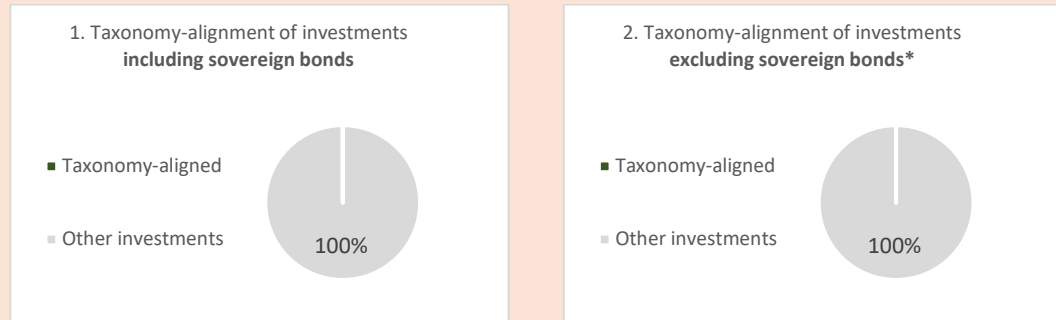 1. Taxonomy-alignment of investments
including sovereign bonds
Taxonomy-aligned
Other investments
100%
2. Taxonomy-alignment of investments
excluding sovereign bonds*
Taxonomy-aligned
Other investments
100%